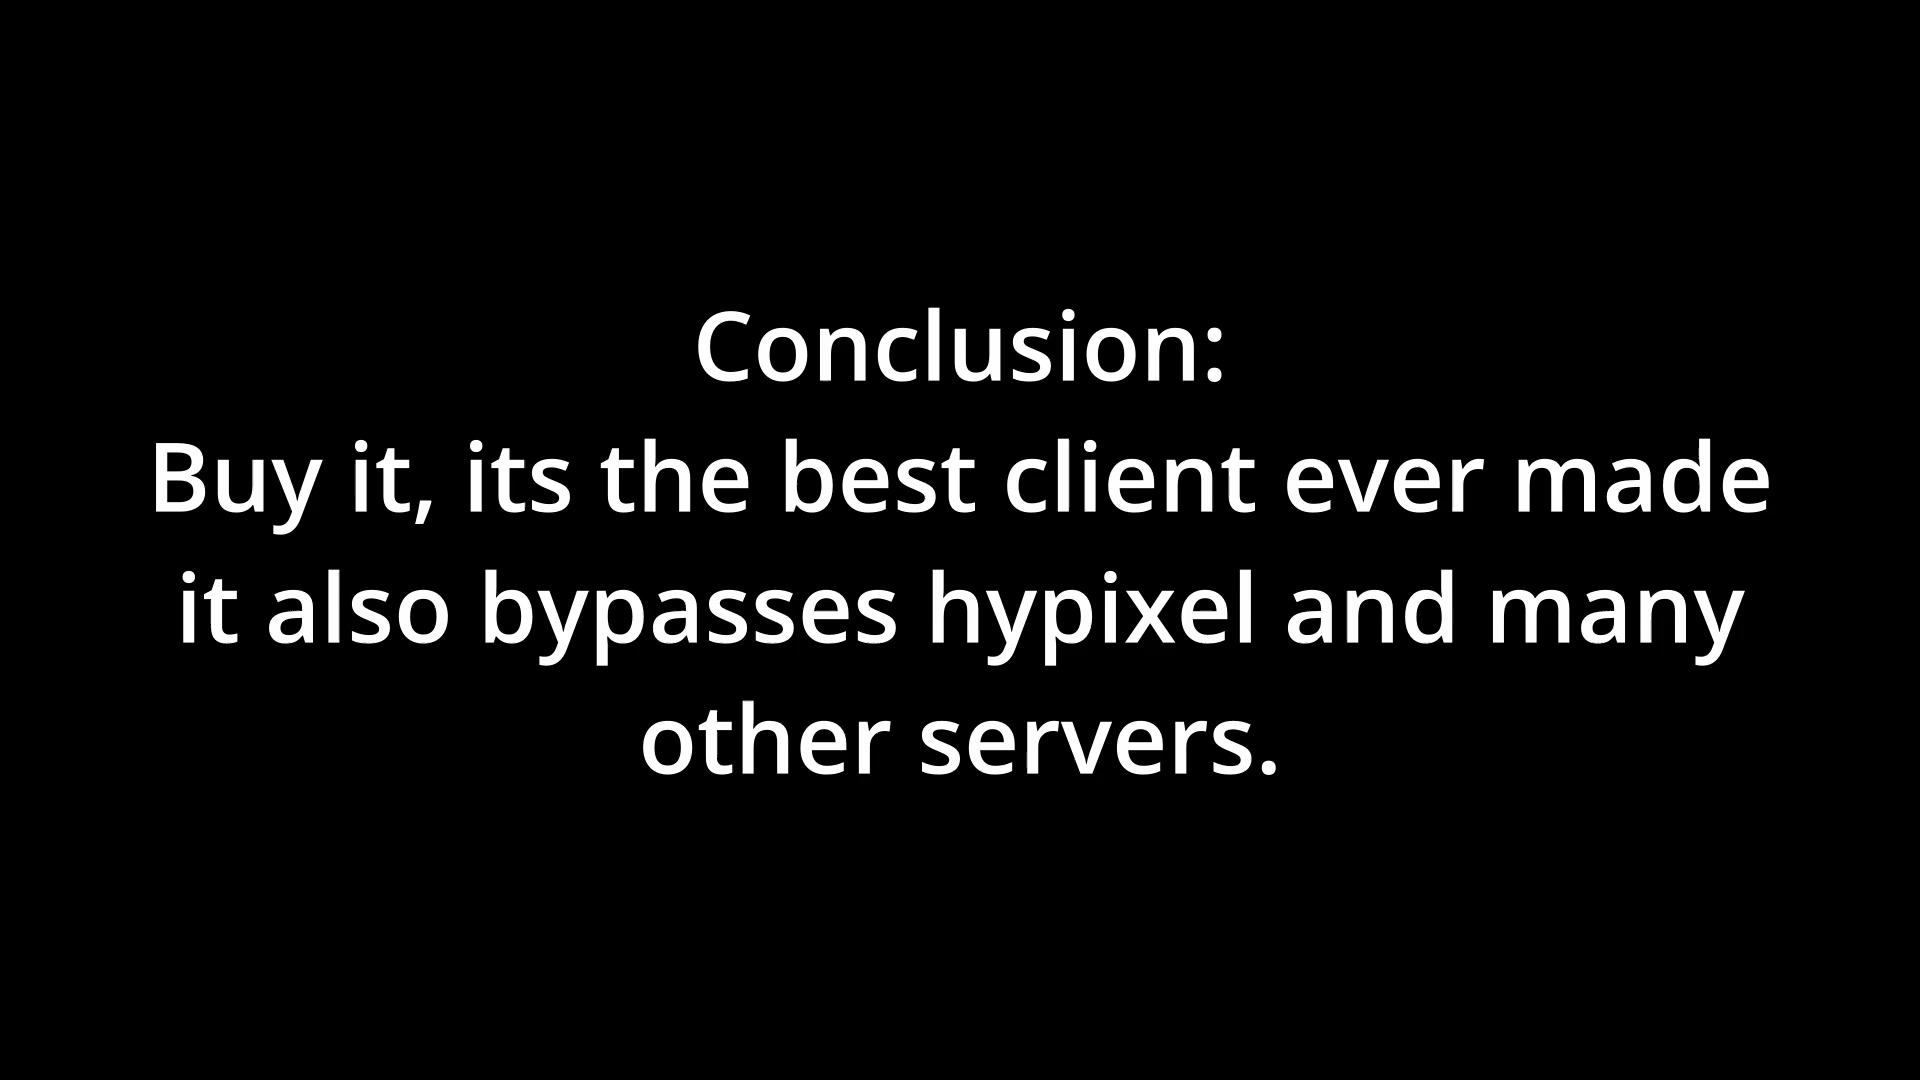 Conclusion:
Buy it, its the best client ever made
it also bypasses hypixel and many
other servers.